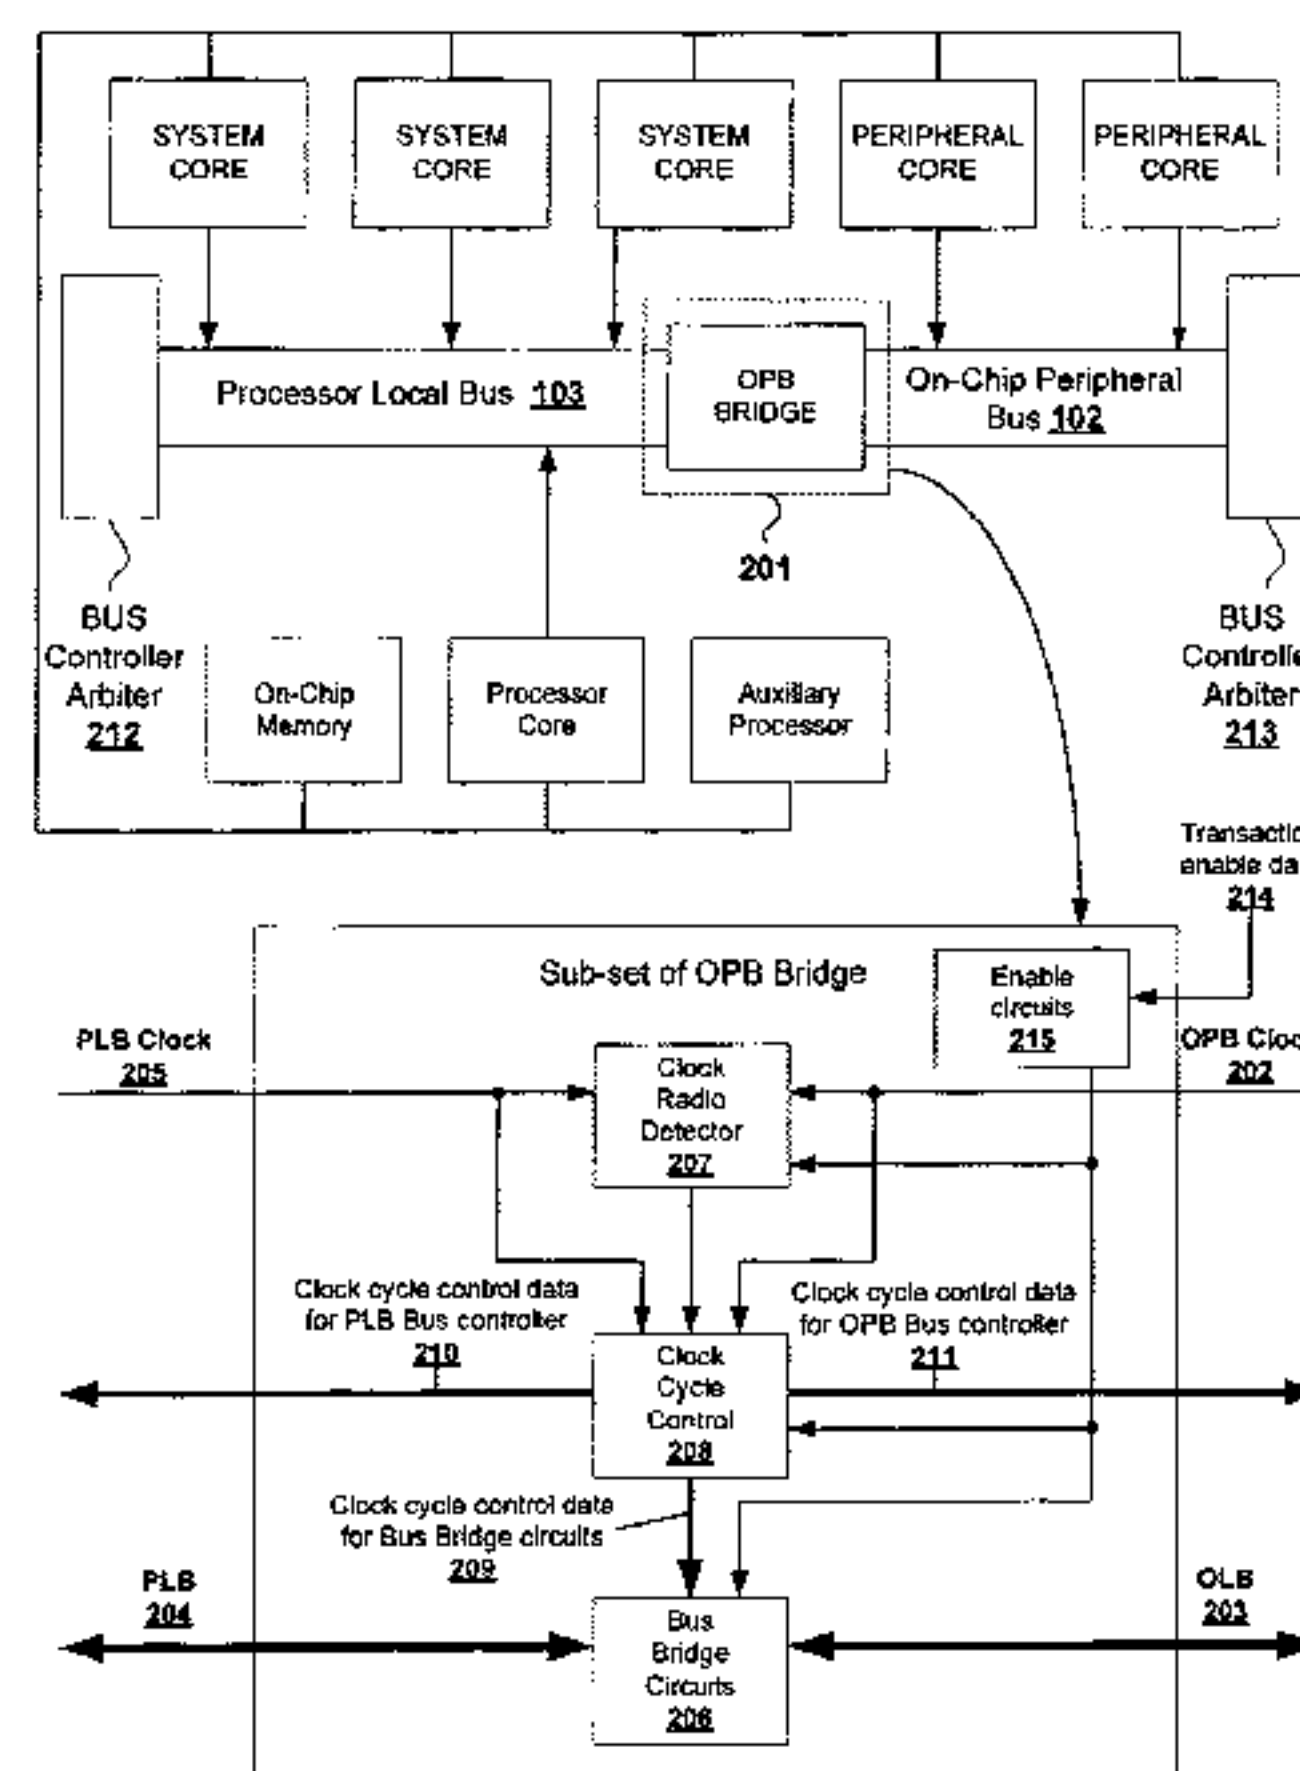 SYSTEM
CORE
SYSTEM
CORE
SYSTEM
CORE
PERIPHERAL
CORE
PERIPHERAL
CORE
Processor Local Bus 103
OPB
BRIDGE
On-Chip Peripheral
Bus 102
201
BUS
Controller
Arbiter
212
BUS
Controlle
Arbiter
213
On-Chip
Memory
Processor
Core
Auxiliary
Processor
Transactio
enable da
214
Sub-set of OPB Bridge
Enable
circuits
215
PLB Clock
205
OPB Cloc
202
Clock
Radio
Detector
207
Clock cycle control data
for PLB Bus controller
210
Clock cycle control data
for OPB Bus controller
211
Clock
Cycle
Control
208
Clock cycle control data
for Bus Bridge circuits
209
PLB
204
OLB
203
Bus
Bridge
Circuits
206